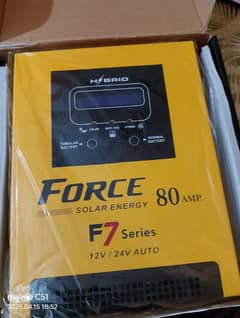 HYBRID
TUBULAR
BATTERY
NORMAL
BATTERY
FORCE
SOLAR ENERGY
80 AMP.
F7 Series
12V / 24V AUTO
realme C51
2025.04.15 18:52